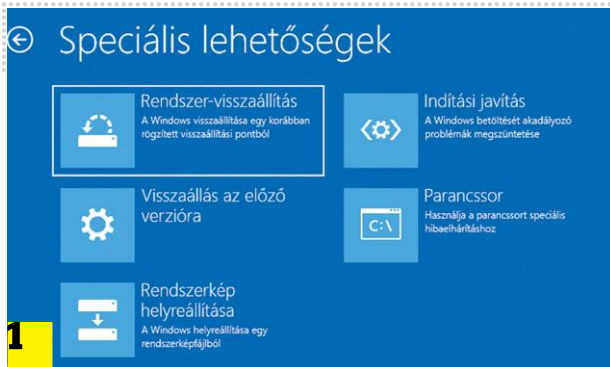 Speciális lehetőségek
Rendszer-visszaállítás
A Windows visszaállítása egy korábban
rögzített visszaállítási pontból
Visszaállás az előző
verzióra
Rendszerkép
helyreállítása
A Windows helyreállítása egy
rendszerképfájlból
Indítási javítás
A Windows betöltését akadályozó
problémák megszüntetése
Parancssor
C:\
Használja a parancssort speciális
hibaelhárításhoz
1